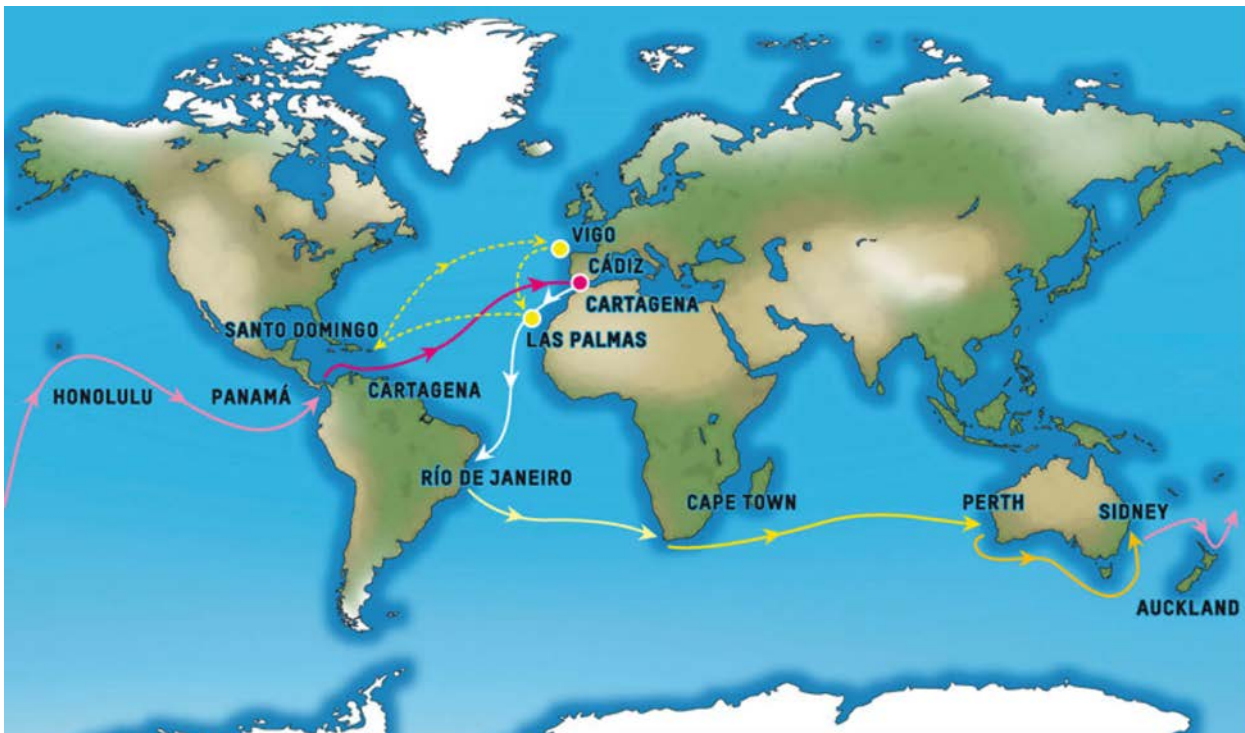 VIGO
CÁDIZ
CARTAGENA
SANTO DOMINGO
LAS PALMAS
HONOLULU
PANAMÁ
CARTAGENA
RÍO DE JANEIRO
CAPE TOWN
PERTH
SIDNEY
AUCKLAND